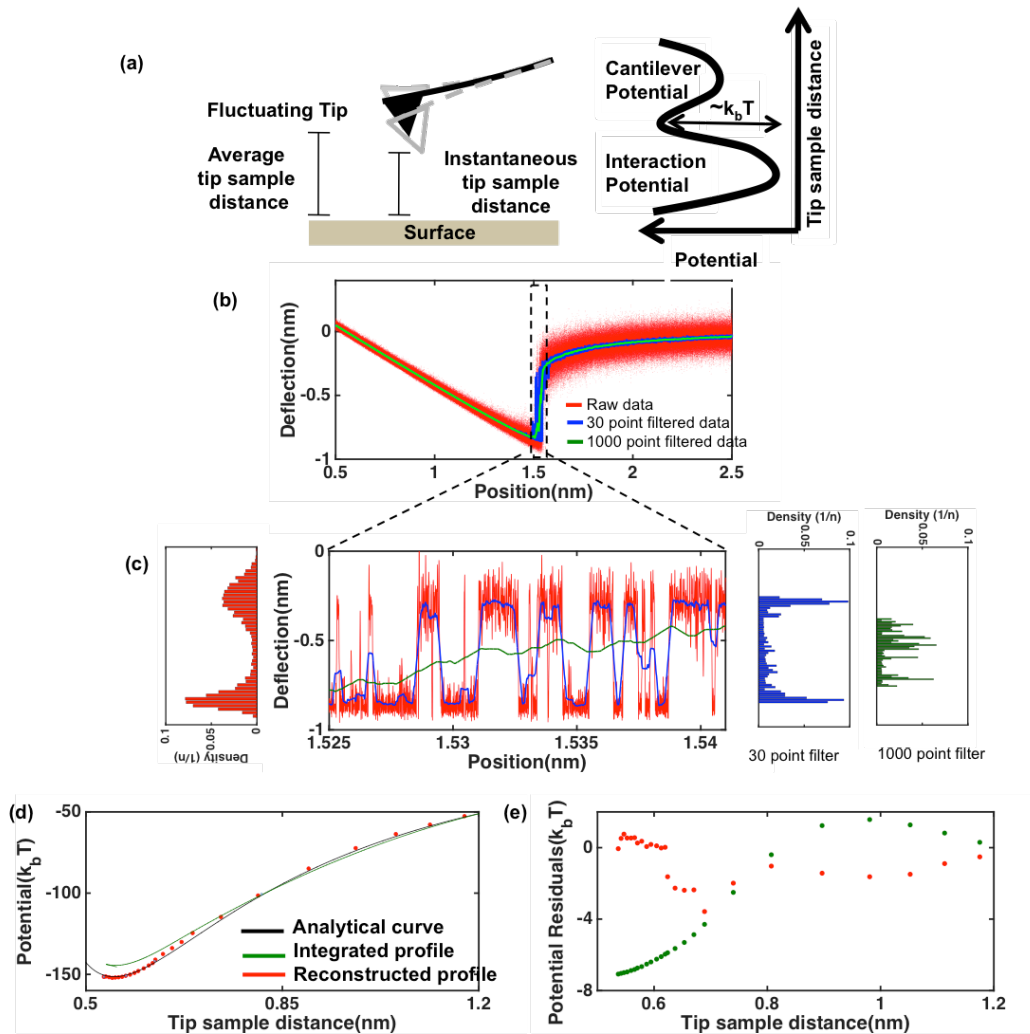 (a)
Fluctuating Tip
Average
tip sample
distance
Instantaneous
tip sample
distance
Surface
Cantilever
Potential
~kbT
Interaction
Potential
Tip sample distance
Potential
(b)
Deflection(nm)
0
-0.5
-1
Raw data
30 point filtered data
1000 point filtered data
0.5
1
1.5
2
2.5
Position(nm)
(c)
0.1
0.05
0
Density (1/n)
Deflection(nm)
0
-0.5
-1
1.525
1.53
1.535
1.54
Position(nm)
Density (1/n)
0
0.05
0.1
30 point filter
Density (1/n)
0
0.05
0.1
1000 point filter
(d)
Potential(kbT)
-50
-100
-150
Analytical curve
Integrated profile
Reconstructed profile
0.5
0.85
1.2
Tip sample distance(nm)
(e)
Potential Residuals(kbT)
0
-4
-8
0.6
0.8
1
1.2
Tip sample distance(nm)